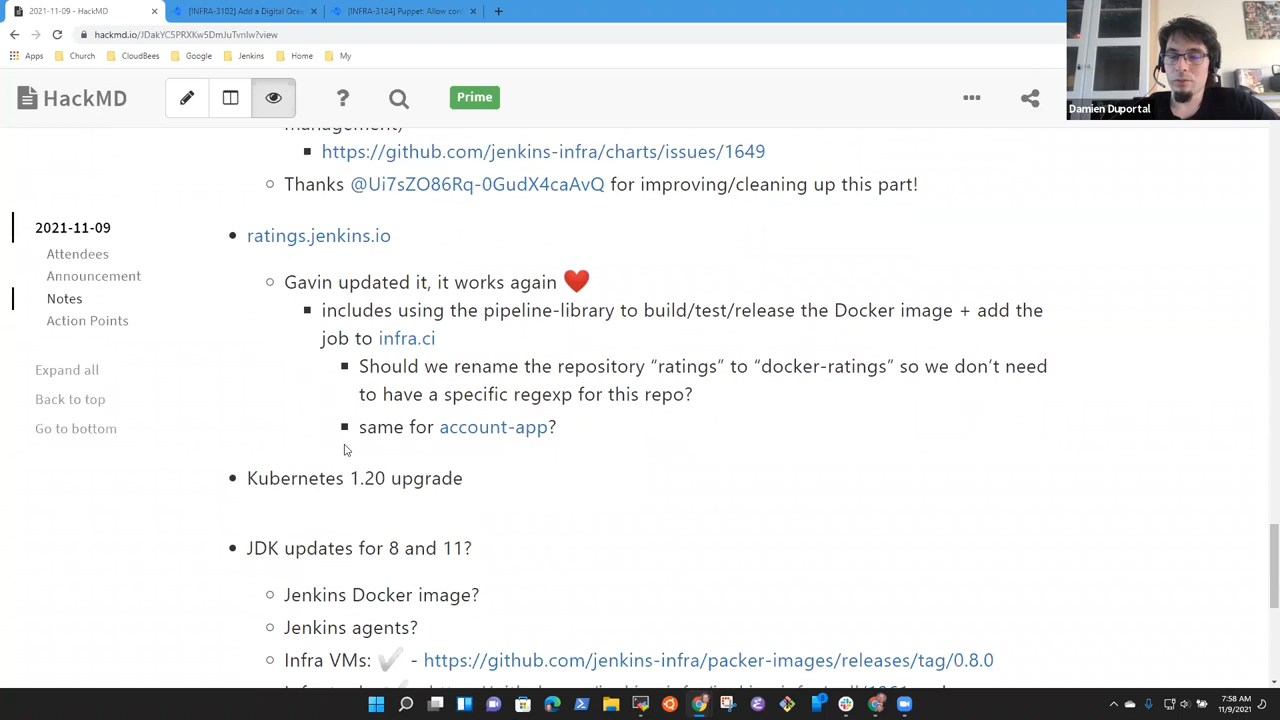 2021-11-09 - HackMD
[INFRA-3102] Add a Digital Oce
[INFRA-3124] Puppet: Allow con
hackmd.io/JDakYC5PRXKw5DmJuTvnIw?view
Apps Church CloudBees Google Jenkins Home My
HackMD
Prime
Damien Duportal
management)
https://github.com/jenkins-infra/charts/issues/1649
Thanks @Ui7sZO86Rq-0GudX4caAvQ for improving/cleaning up this part!
2021-11-09
Attendees
Announcement
Notes
Action Points
Expand all
Back to top
Go to bottom
ratings.jenkins.io
Gavin updated it, it works again ❤️
includes using the pipeline-library to build/test/release the Docker image + add the
job to infra.ci
Should we rename the repository “ratings” to “docker-ratings” so we don’t need
to have a specific regexp for this repo?
same for account-app?
Kubernetes 1.20 upgrade
JDK updates for 8 and 11?
Jenkins Docker image?
Jenkins agents?
Infra VMs: ✔️ - https://github.com/jenkins-infra/packer-images/releases/tag/0.8.0
7:58 AM
11/9/2021